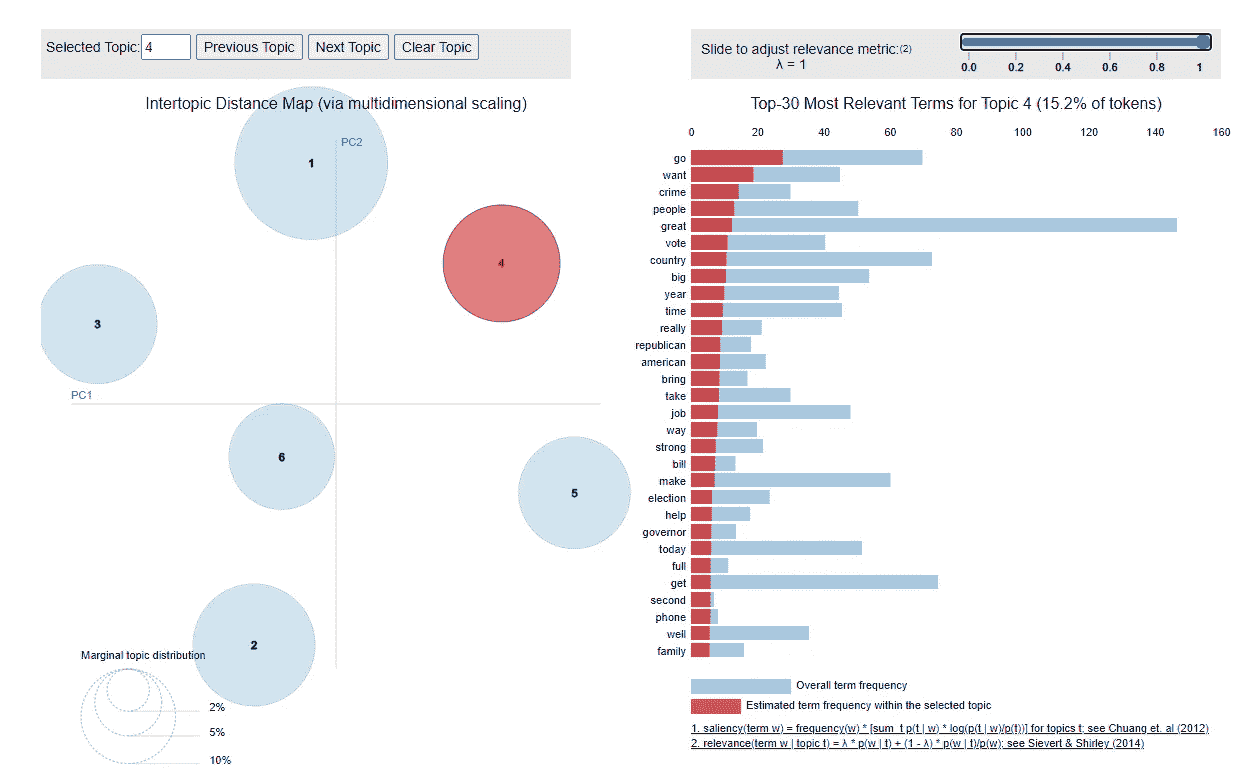 Selected Topic: 4 Previous Topic Next Topic Clear Topic
Slide to adjust relevance metric:(2)
λ = 1
0.0 0.2 0.4 0.6 0.8 1
Intertopic Distance Map (via multidimensional scaling)
PC2
1
4
3
PC1
6
5
2
Marginal topic distribution
2%
5%
10%
Top-30 Most Relevant Terms for Topic 4 (15.2% of tokens)
0 20 40 60 80 100 120 140 160
go
want
crime
people
great
vote
country
big
year
time
really
republican
american
bring
take
job
way
strong
bill
make
election
help
governor
today
full
get
second
phone
well
family
Overall term frequency
Estimated term frequency within the selected topic
1. saliency(term w) = frequency(w) * [sum_t p(t | w) * log(p(t | w)/p(t))] for topics t; see Chuang et. al (2012)
2. relevance(term w | topic t) = λ * p(w | t) + (1 - λ) * p(w | t)/p(w); see Sievert & Shirley (2014)